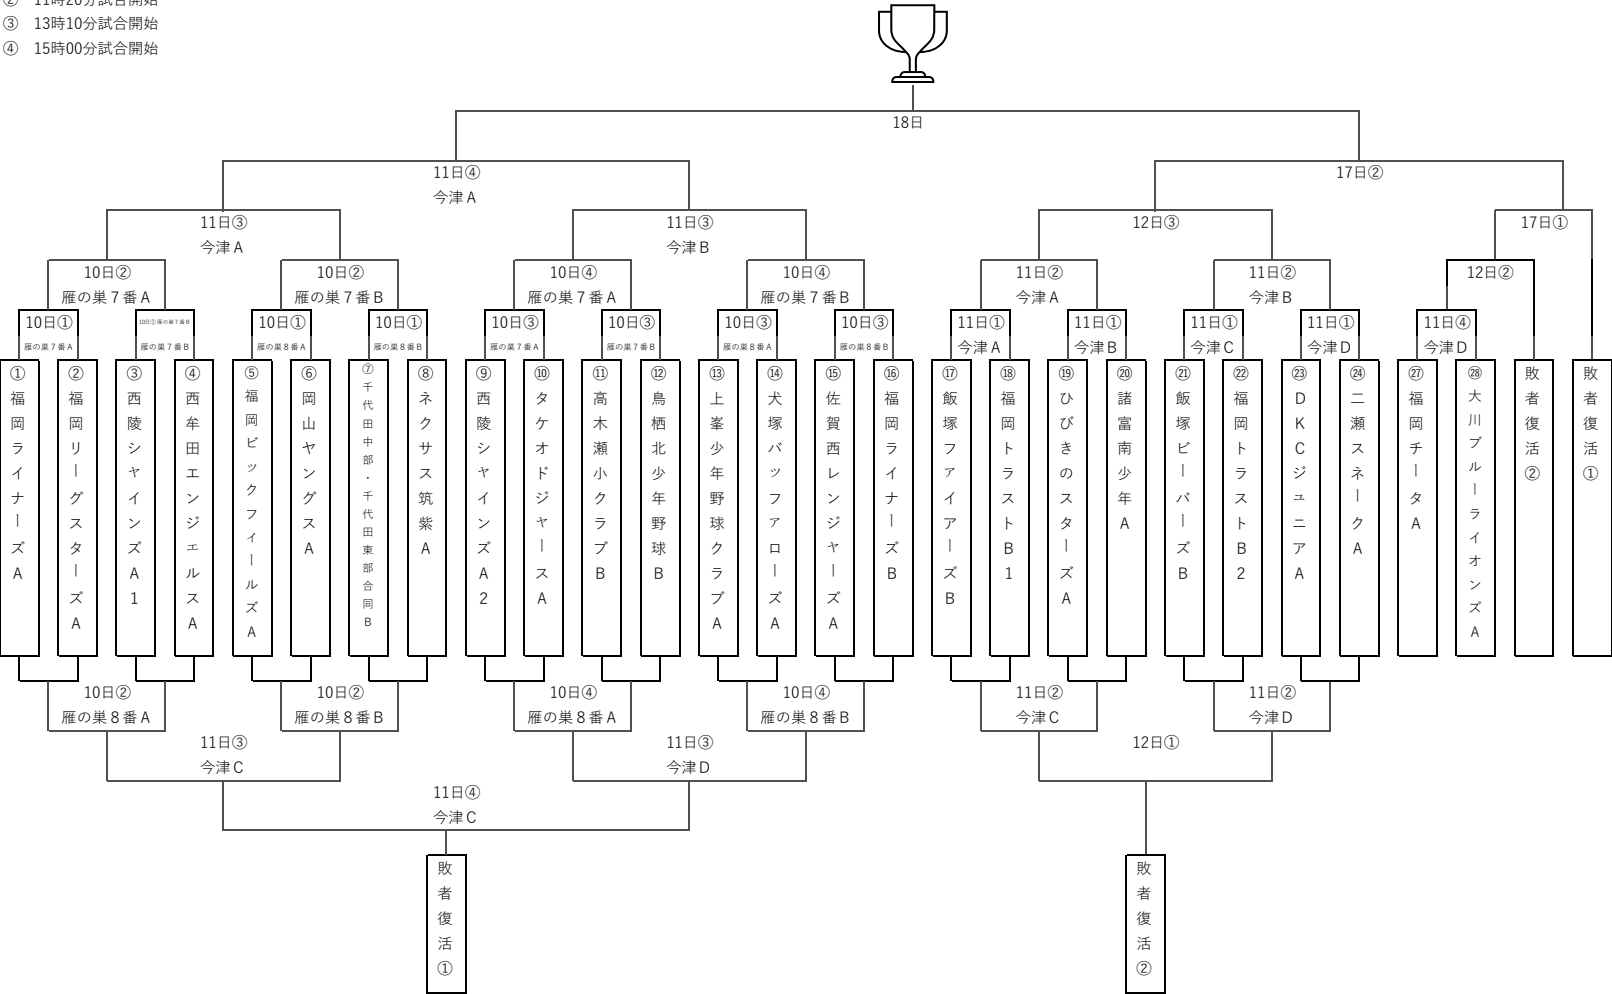 ② 11時20分試合開始
③ 13時10分試合開始
④ 15時00分試合開始
18日
11日④
今津A
17日②
11日③
今津A
11日③
今津B
12日③
17日①
10日②
雁の巣7番A
10日②
雁の巣7番B
10日④
雁の巣7番A
10日④
雁の巣7番B
11日②
今津A
11日②
今津B
12日②
10日①
雁の巣7番A
10日① 雁の巣7番B
雁の巣7番B
10日①
雁の巣8番A
10日①
雁の巣8番B
10日③
雁の巣7番A
10日③
雁の巣7番B
10日③
雁の巣8番A
10日③
雁の巣8番B
11日①
今津A
11日①
今津B
11日①
今津C
11日①
今津D
11日④
今津D
①福岡ライナーズA
②福岡リーグスターズA
③西陵シャインズA1
④西牟田エンジェルスA
⑤福岡ビックフィールズA
⑥岡山ヤングスA
⑦千代田中部・千代田東部合同B
⑧ネクサス筑紫A
⑨西陵シャインズA2
⑩タケオドジャースA
⑪高木瀬小クラブB
⑫鳥栖北少年野球B
⑬上峯少年野球クラブA
⑭犬塚バッファローズA
⑮佐賀西レンジャーズA
⑯福岡ライナーズB
⑰飯塚ファイアーズB
⑱福岡トラストB1
⑲ひびきのスターズA
⑳諸富南少年A
㉑飯塚ビーバーズB
㉒福岡トラストB2
㉓DKCジュニアA
㉔二瀬スネークA
㉗福岡チータA
㉘大川ブルーライオンズA
敗者復活②
敗者復活①
10日②
雁の巣8番A
10日②
雁の巣8番B
10日④
雁の巣8番A
10日④
雁の巣8番B
11日②
今津C
11日②
今津D
11日③
今津C
11日③
今津D
12日①
11日④
今津C
敗者復活①
敗者復活②